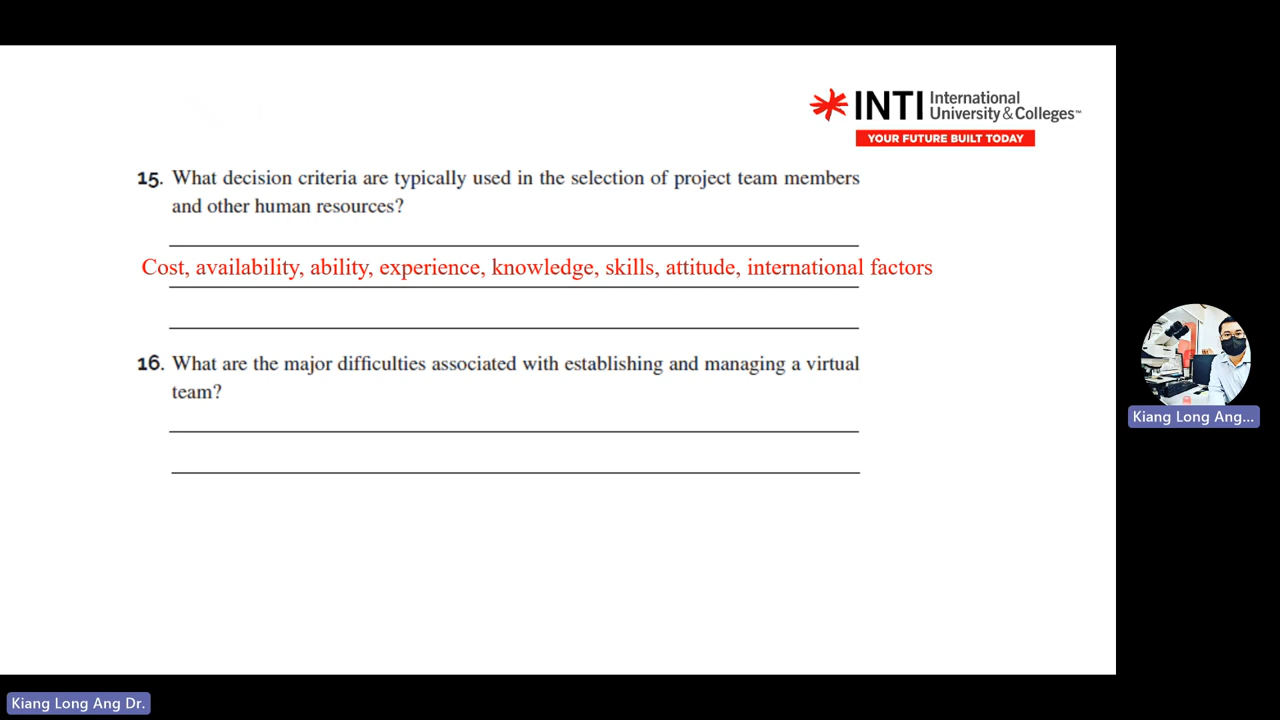 INTI International
University & Colleges™
YOUR FUTURE BUILT TODAY
15. What decision criteria are typically used in the selection of project team members
and other human resources?
Cost, availability, ability, experience, knowledge, skills, attitude, international factors
16. What are the major difficulties associated with establishing and managing a virtual
team?
Kiang Long Ang...
Kiang Long Ang Dr.